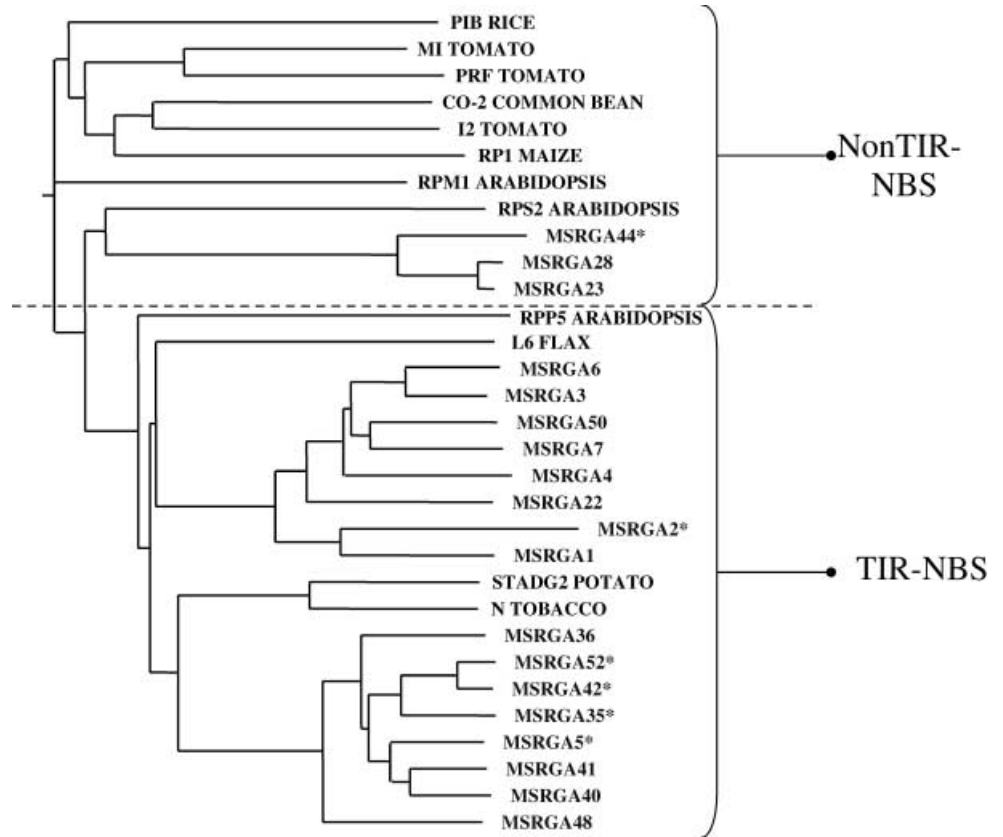 PIB RICE
MI TOMATO
PRF TOMATO
CO-2 COMMON BEAN
I2 TOMATO
RP1 MAIZE
RPM1 ARABIDOPSIS
RPS2 ARABIDOPSIS
MSRGA44*
MSRGA28
MSRGA23
NonTIR-
NBS
RPP5 ARABIDOPSIS
L6 FLAX
MSRGA6
MSRGA3
MSRGA50
MSRGA7
MSRGA4
MSRGA22
MSRGA2*
MSRGA1
STADG2 POTATO
N TOBACCO
MSRGA36
MSRGA52*
MSRGA42*
MSRGA35*
MSRGA5*
MSRGA41
MSRGA40
MSRGA48
TIR-NBS